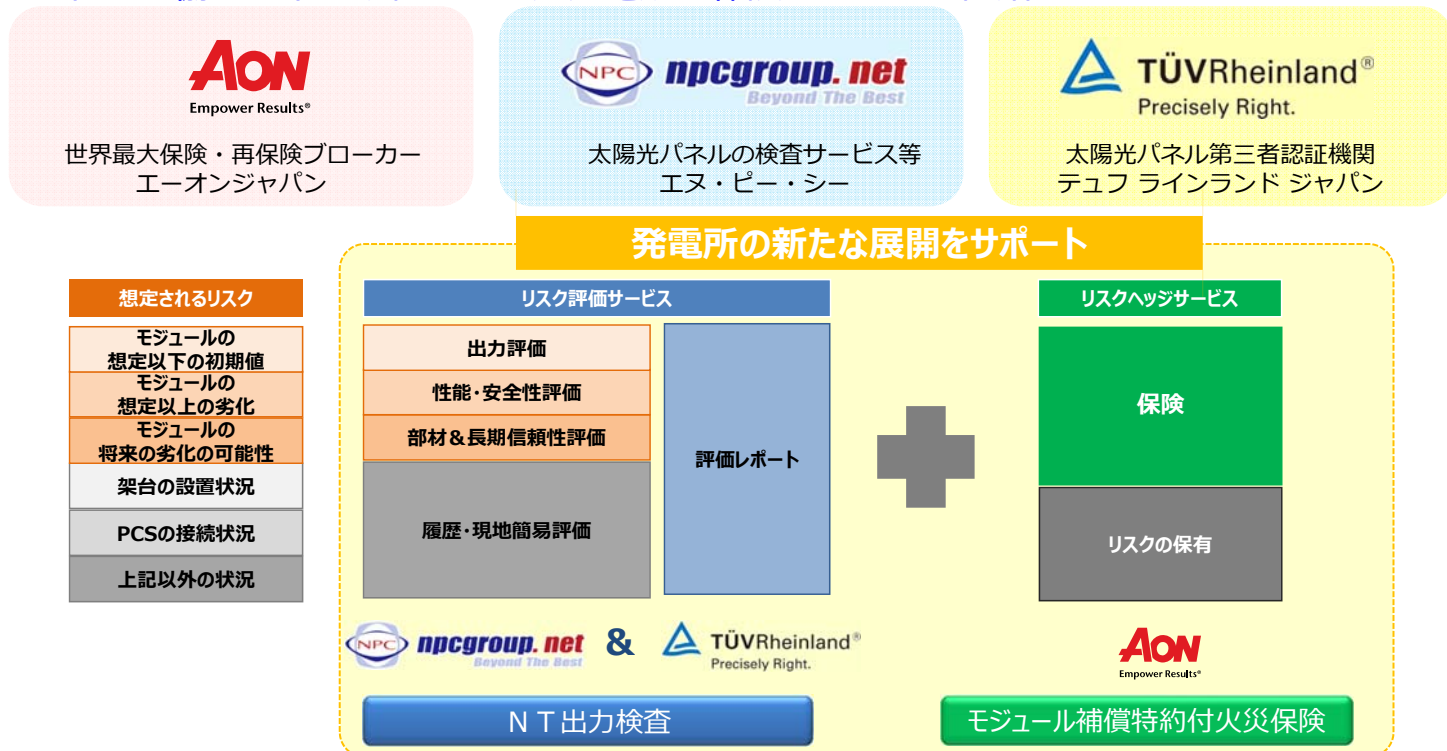 AON
Empower Results®
世界最大保険・再保険ブローカー
エーオンジャパン
NPC npcgroup.net
Beyond The Best
太陽光パネルの検査サービス等
エヌ・ピー・シー
TÜVRheinland®
Precisely Right.
太陽光パネル第三者認証機関
テュフ ラインランド ジャパン
発電所の新たな展開をサポート
想定されるリスク
モジュールの
想定以下の初期値
モジュールの
想定以上の劣化
モジュールの
将来の劣化の可能性
架台の設置状況
PCSの接続状況
上記以外の状況
リスク評価サービス
出力評価
性能・安全性評価
部材&長期信頼性評価
履歴・現地簡易評価
評価レポート
リスクヘッジサービス
保険
リスクの保有
NPC npcgroup.net
Beyond The Best
&
TÜVRheinland®
Precisely Right.
AON
Empower Results®
NT出力検査
モジュール補償特約付火災保険